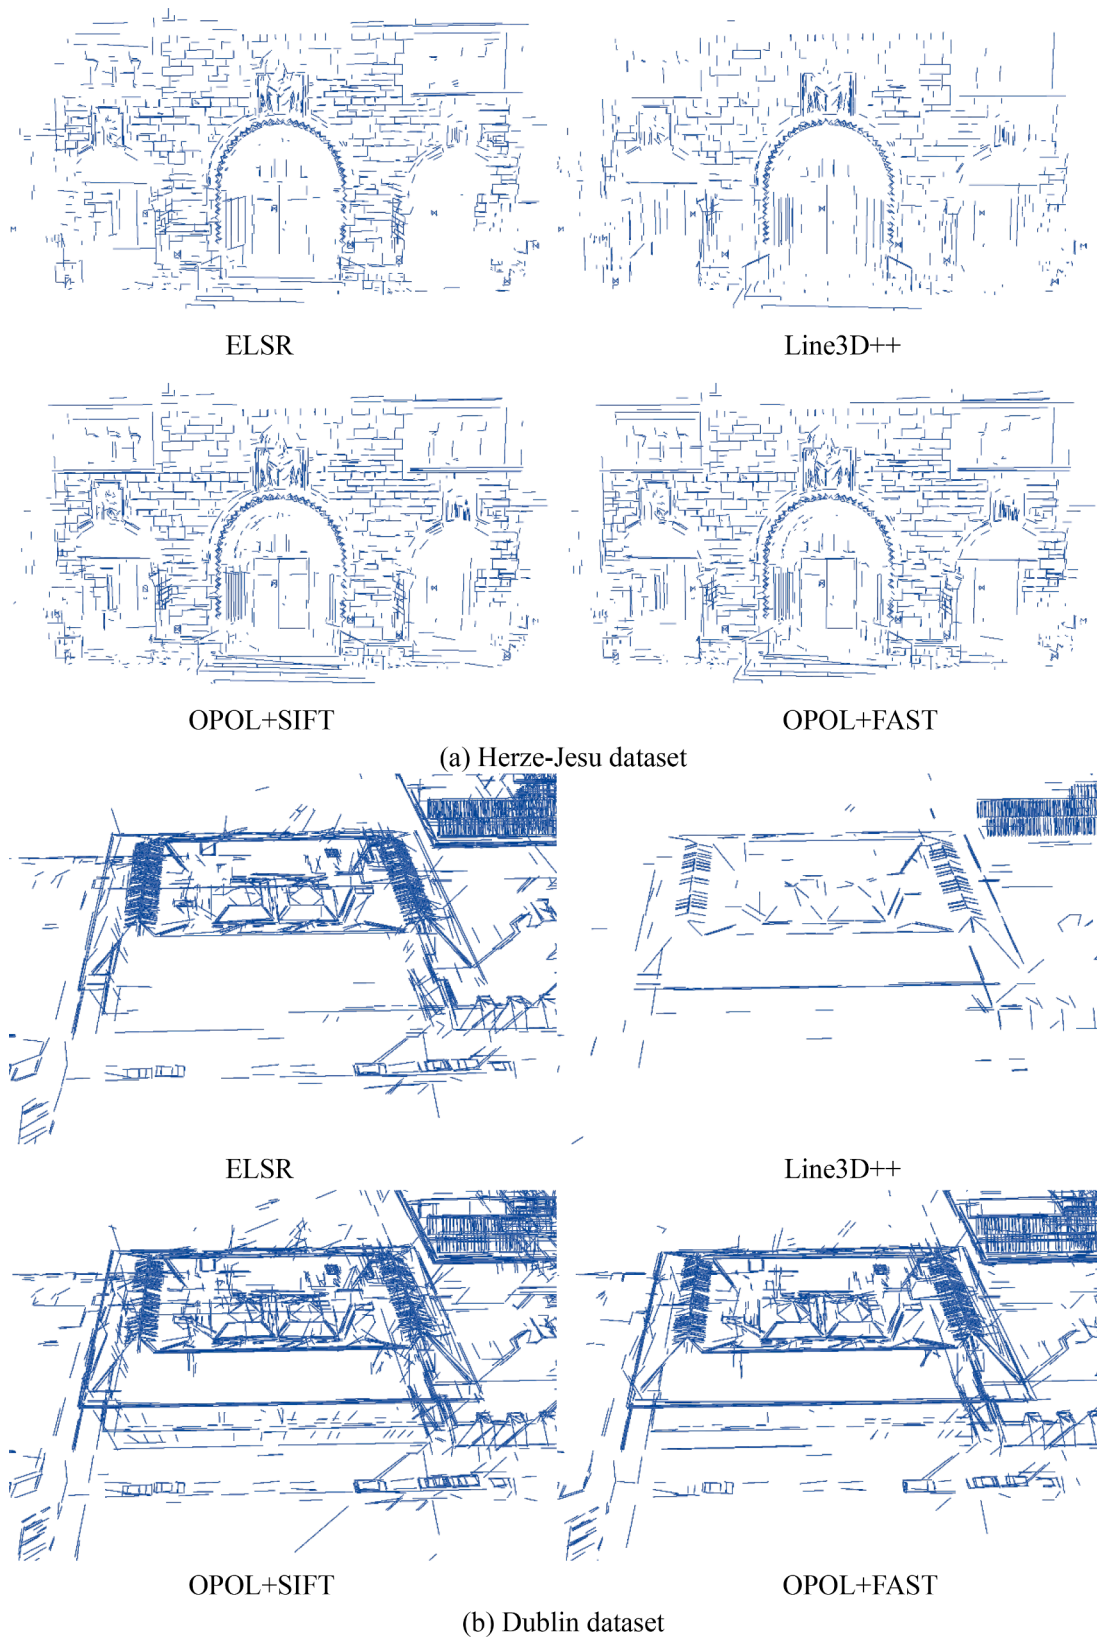 ELSR
Line3D++
OPOL+SIFT
OPOL+FAST
(a) Herze-Jesu dataset
ELSR
Line3D++
OPOL+SIFT
OPOL+FAST
(b) Dublin dataset